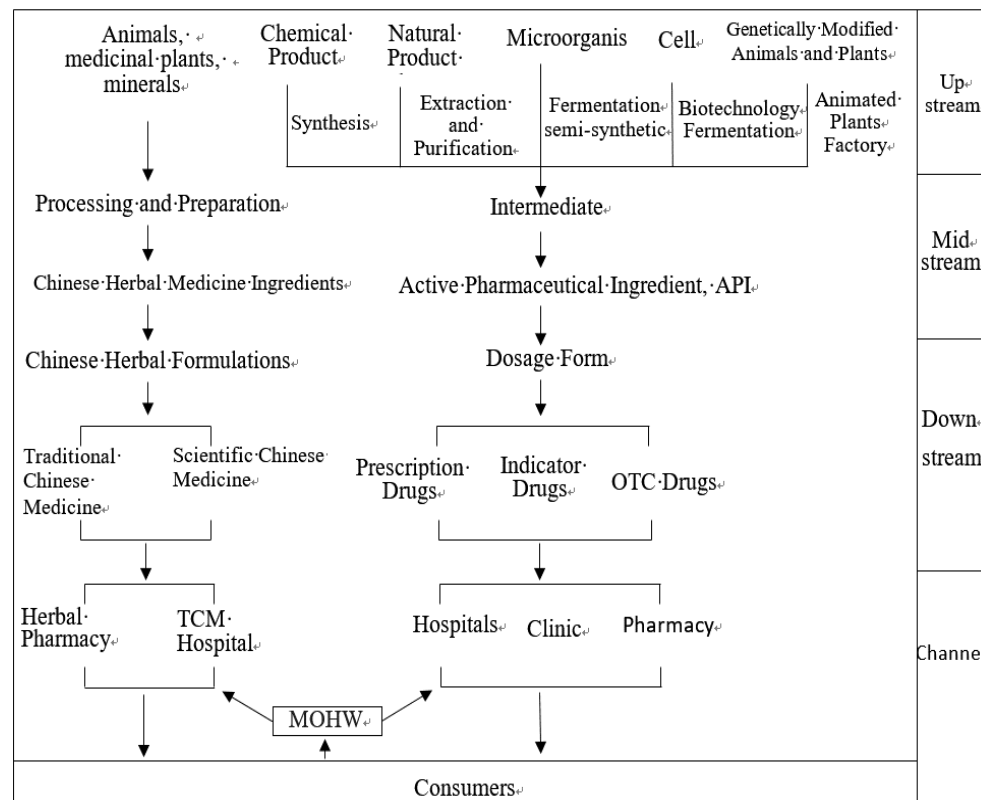 Animals,
medicinal plants,
minerals
Chemical
Product
Natural
Product
Microorganis
Cell
Genetically Modified
Animals and Plants
Up
stream
Synthesis
Extraction
and
Purification
Fermentation
semi-synthetic
Biotechnology
Fermentation
Animated
Plants
Factory
Processing and Preparation
Intermediate
Mid
stream
Chinese Herbal Medicine Ingredients
Active Pharmaceutical Ingredient, API
Chinese Herbal Formulations
Dosage Form
Down
stream
Traditional
Chinese
Medicine
Scientific Chinese
Medicine
Prescription
Drugs
Indicator
Drugs
OTC Drugs
Herbal
Pharmacy
TCM
Hospital
Hospitals
Clinic
Pharmacy
Channe
MOHW
Consumers